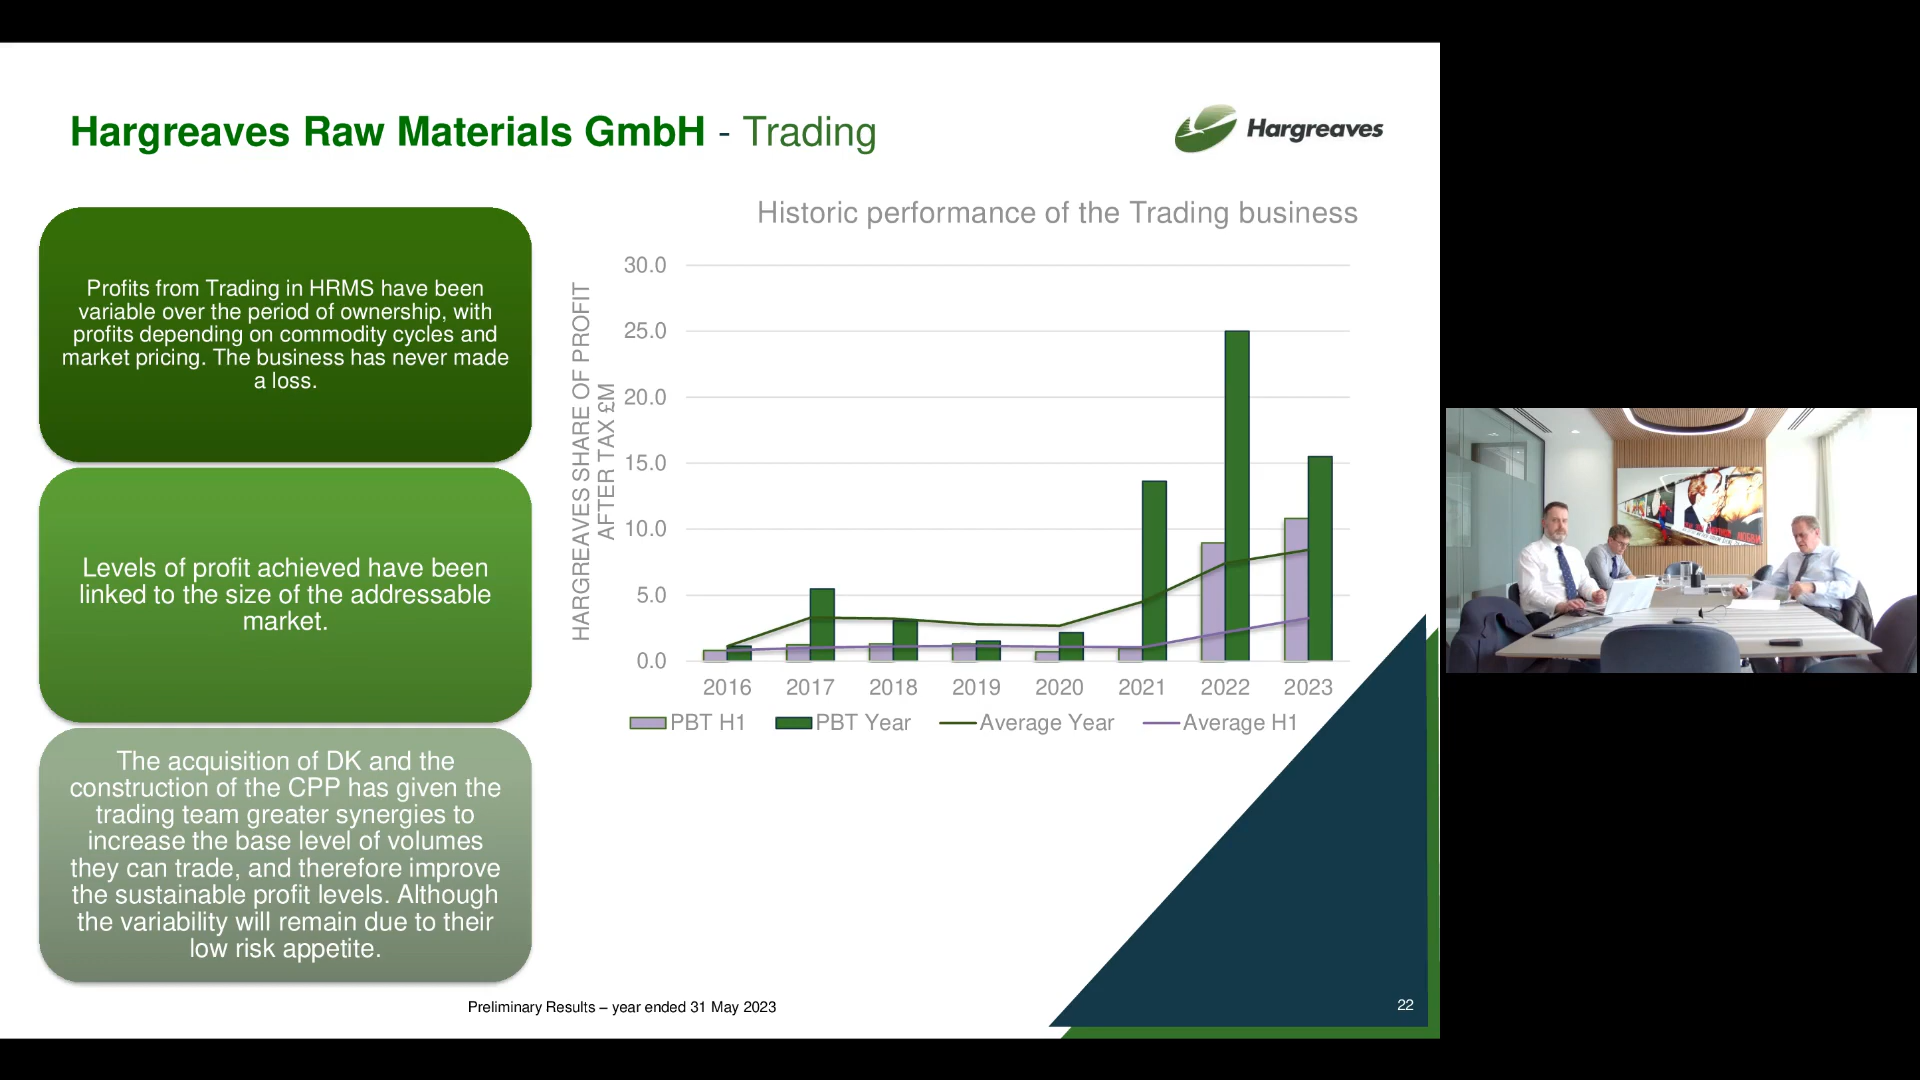 Hargreaves Raw Materials GmbH - Trading
Hargreaves
Profits from Trading in HRMS have been
variable over the period of ownership, with
profits depending on commodity cycles and
market pricing. The business has never made
a loss.
Levels of profit achieved have been
linked to the size of the addressable
market.
The acquisition of DK and the
construction of the CPP has given the
trading team greater synergies to
increase the base level of volumes
they can trade, and therefore improve
the sustainable profit levels. Although
the variability will remain due to their
low risk appetite.
Historic performance of the Trading business
HARGREAVES SHARE OF PROFIT
AFTER TAX £M
30.0
25.0
20.0
15.0
10.0
5.0
0.0
2016 2017 2018 2019 2020 2021 2022 2023
PBT H1 PBT Year Average Year Average H1
Preliminary Results – year ended 31 May 2023
22